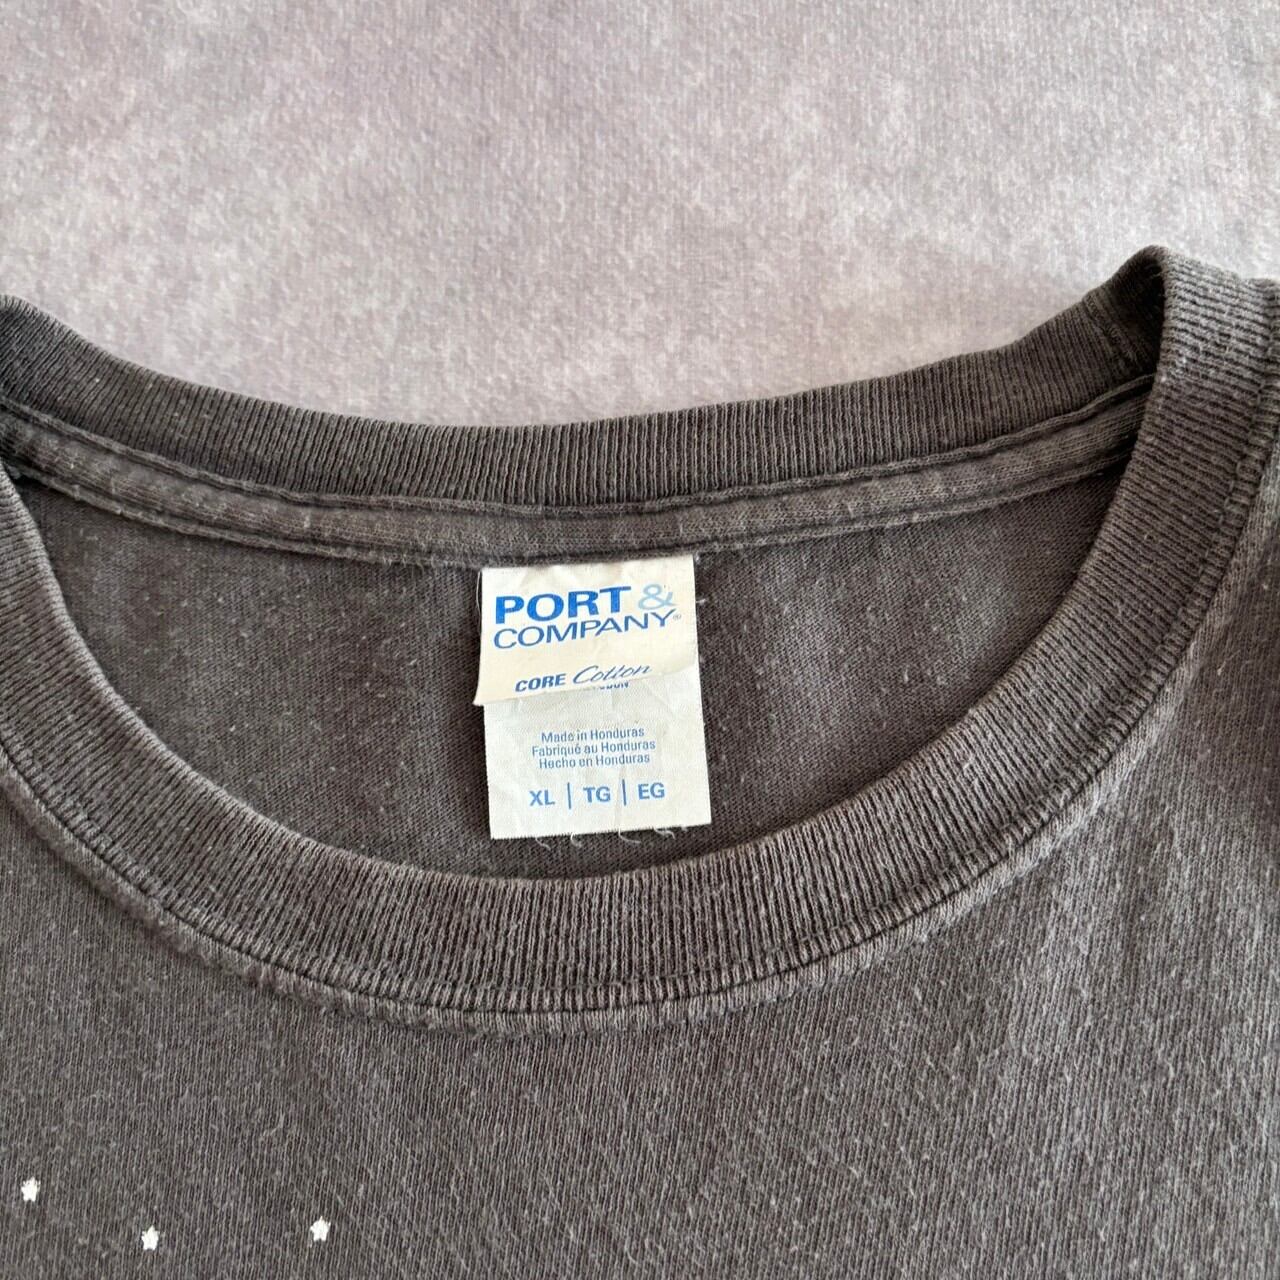 PORT &
COMPANY®
CORE Cotton
Made in Honduras
Fabriqué au Honduras
Hecho en Honduras
XL | TG | EG